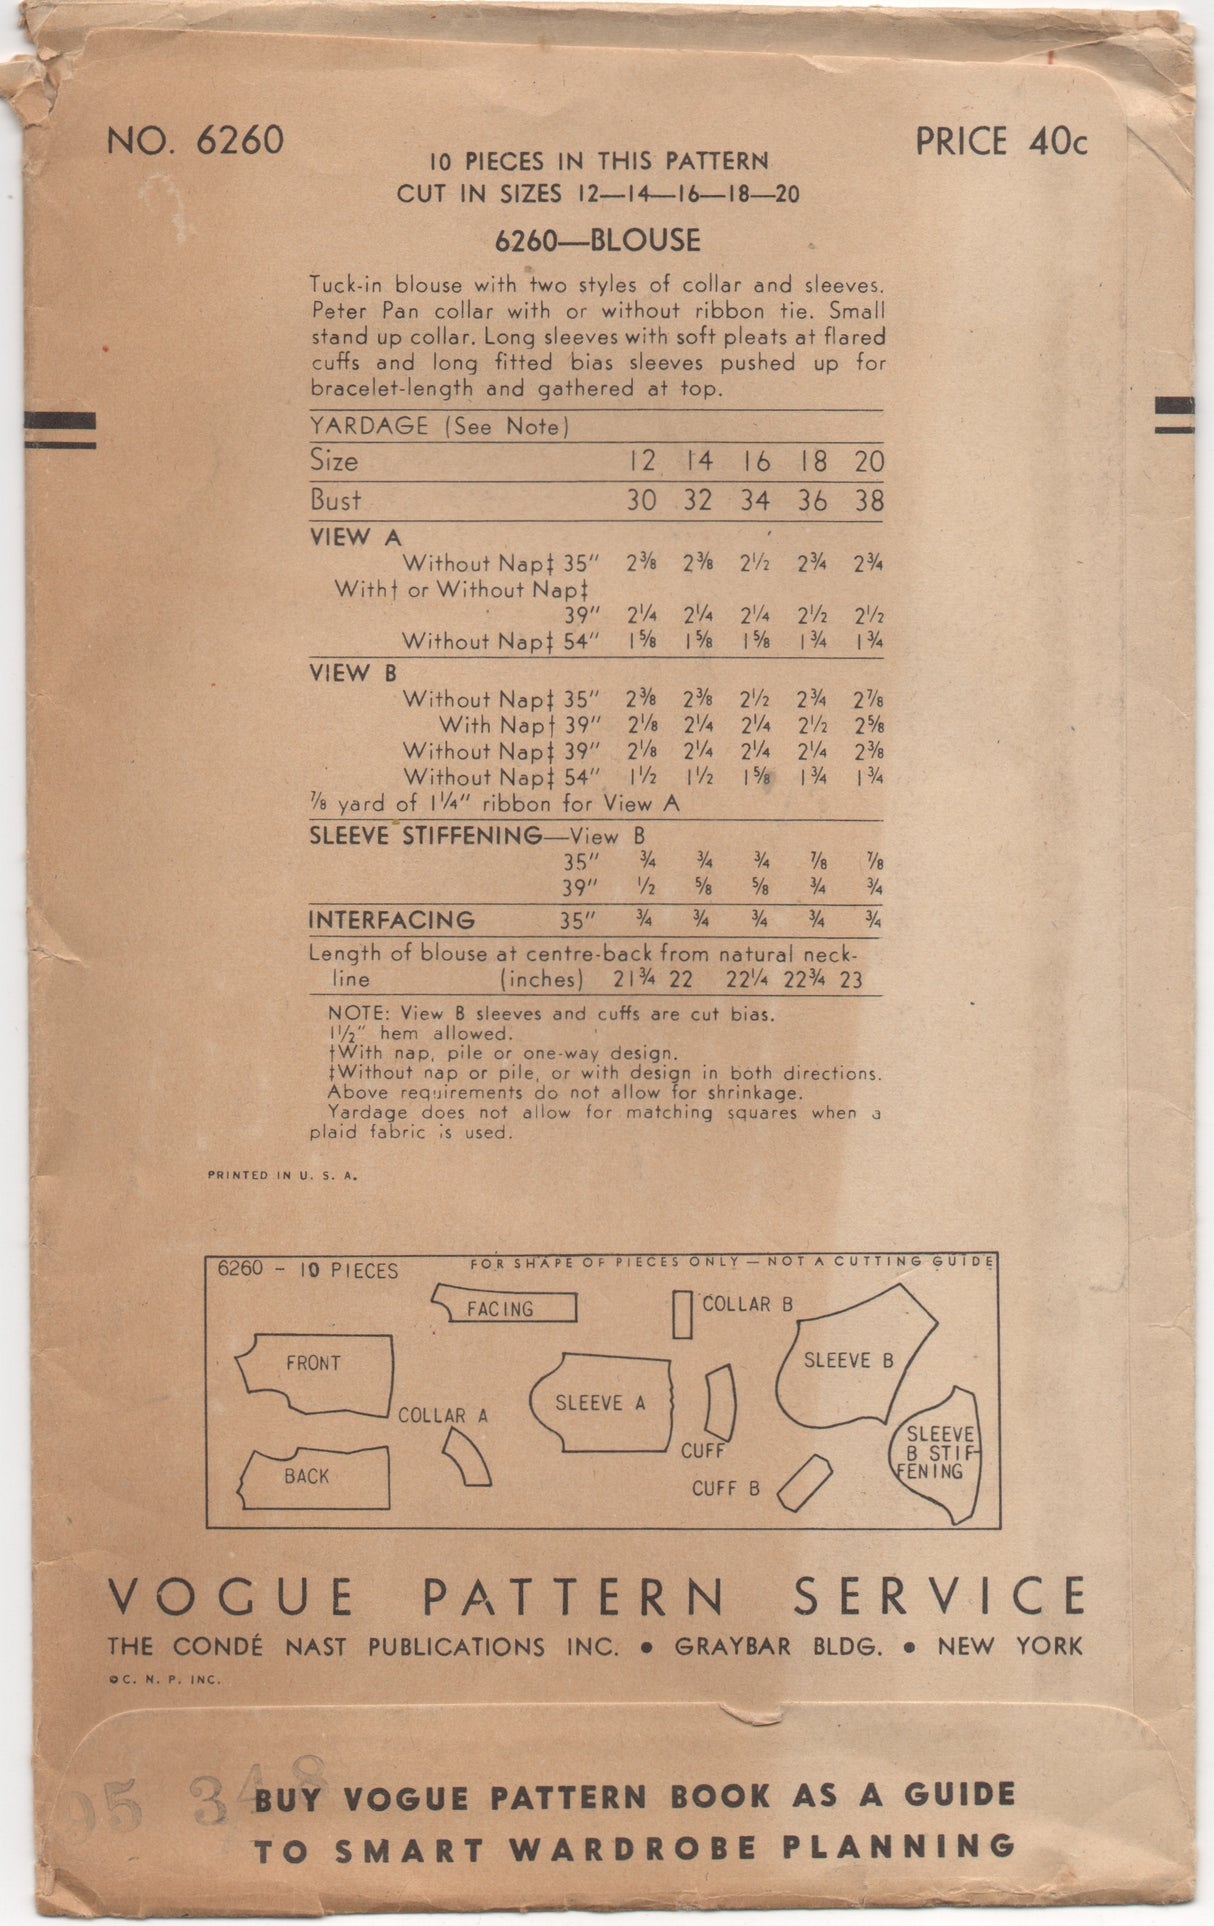 NO. 6260
PRICE 40c
10 PIECES IN THIS PATTERN
CUT IN SIZES 12—14—16—18—20
6260—BLOUSE
Tuck-in blouse with two styles of collar and sleeves.
Peter Pan collar with or without ribbon tie. Small
stand up collar. Long sleeves with soft pleats at flared
cuffs and long fitted bias sleeves pushed up for
bracelet-length and gathered at top.
YARDAGE (See Note)
Size 12 14 16 18 20
Bust 30 32 34 36 38
VIEW A
Without Nap‡ 35" 2⅜ 2⅜ 2½ 2¾ 2¾
With† or Without Nap‡
39" 2¼ 2¼ 2¼ 2½ 2½
Without Nap‡ 54" 1⅝ 1⅝ 1⅝ 1¾ 1¾
VIEW B
Without Nap‡ 35" 2⅜ 2⅜ 2½ 2¾ 2⅞
With Nap† 39" 2⅛ 2¼ 2¼ 2½ 2⅝
Without Nap‡ 39" 2⅛ 2¼ 2¼ 2¼ 2⅜
Without Nap‡ 54" 1½ 1½ 1⅝ 1¾ 1¾
⅞ yard of 1¼" ribbon for View A
SLEEVE STIFFENING—View B
35" ¾ ¾ ¾ ⅞ ⅞
39" ½ ⅝ ⅝ ¾ ¾
INTERFACING 35" ¾ ¾ ¾ ¾ ¾
Length of blouse at centre-back from natural neck-
line (inches) 21¾ 22 22¼ 22¾ 23
NOTE: View B sleeves and cuffs are cut bias.
1½" hem allowed.
†With nap, pile or one-way design.
‡Without nap or pile, or with design in both directions.
Above requirements do not allow for shrinkage.
Yardage does not allow for matching squares when a
plaid fabric is used.
PRINTED IN U. S. A.
6260 - 10 PIECES
FOR SHAPE OF PIECES ONLY — NOT A CUTTING GUIDE
FACING
COLLAR B
FRONT
SLEEVE B
SLEEVE A
COLLAR A
SLEEVE
B STIF-
FENING
CUFF
BACK
CUFF B
VOGUE PATTERN SERVICE
THE CONDÉ NAST PUBLICATIONS INC. • GRAYBAR BLDG. • NEW YORK
©C. N. P. INC.
95 348
BUY VOGUE PATTERN BOOK AS A GUIDE
TO SMART WARDROBE PLANNING